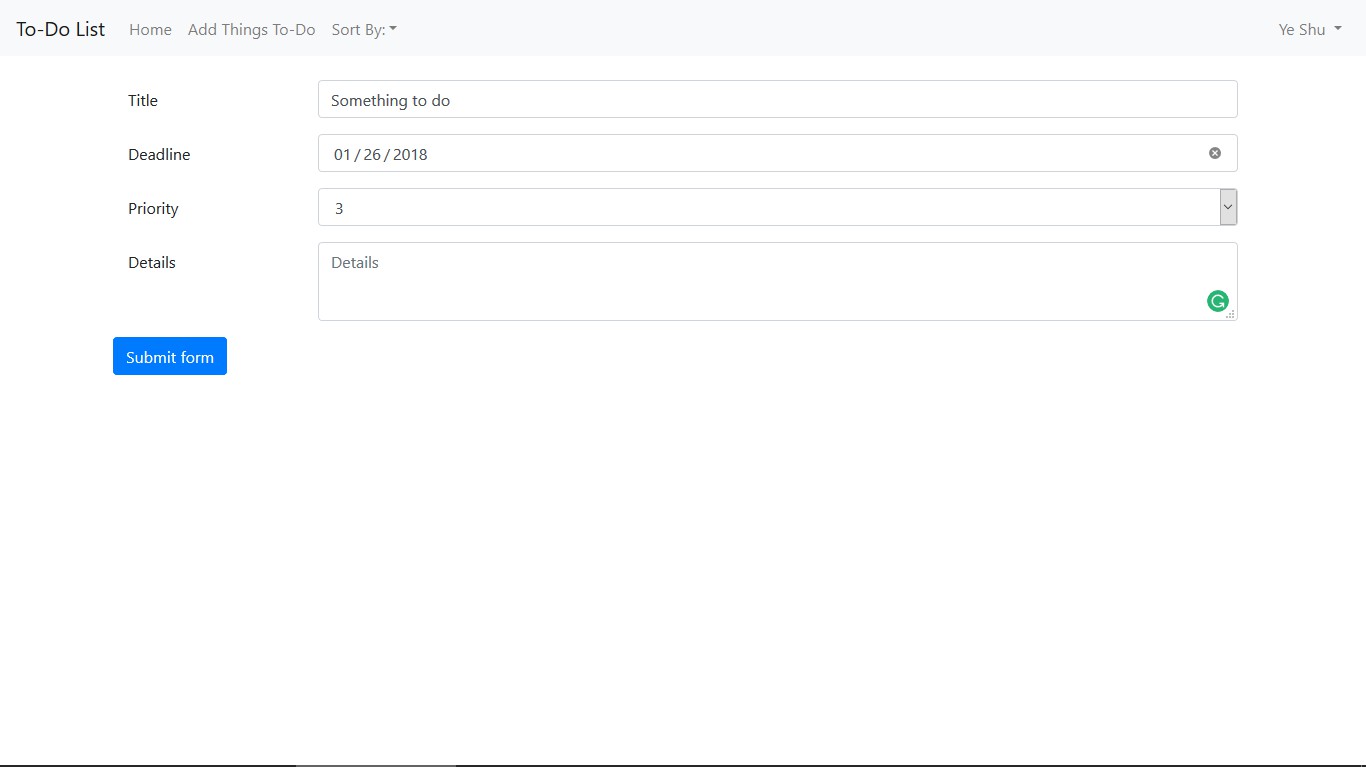 To-Do List Home Add Things To-Do Sort By: Ye Shu
Title Something to do
Deadline 01 / 26 / 2018
Priority 3
Details Details
Submit form